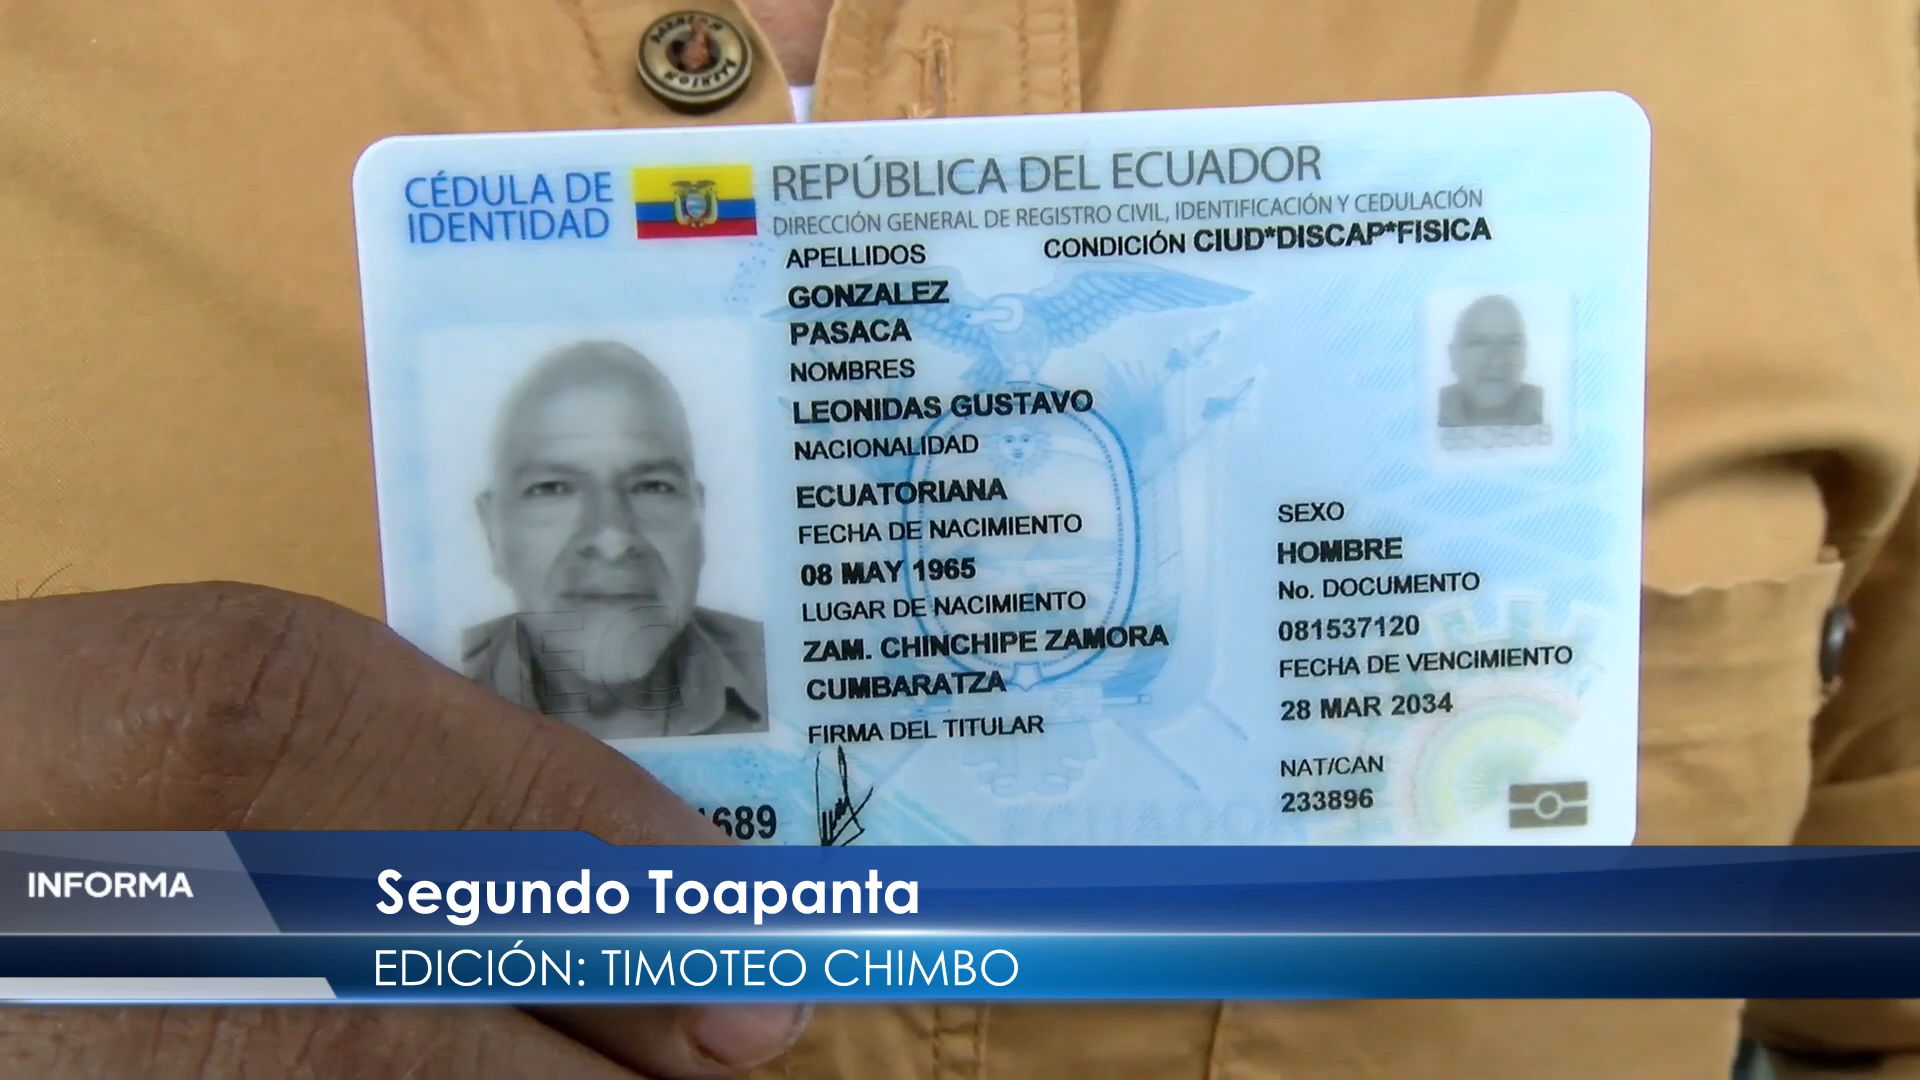 CÉDULA DE
IDENTIDAD
REPÚBLICA DEL ECUADOR
DIRECCIÓN GENERAL DE REGISTRO CIVIL, IDENTIFICACIÓN Y CEDULACIÓN
APELLIDOS
CONDICIÓN CIUD*DISCAP*FISICA
GONZALEZ
PASACA
NOMBRES
LEONIDAS GUSTAVO
NACIONALIDAD
ECUATORIANA
FECHA DE NACIMIENTO
08 MAY 1965
LUGAR DE NACIMIENTO
ZAM. CHINCHIPE ZAMORA
CUMBARATZA
FIRMA DEL TITULAR
SEXO
HOMBRE
No. DOCUMENTO
081537120
FECHA DE VENCIMIENTO
28 MAR 2034
NAT/CAN
233896
1689
INFORMA
Segundo Toapanta
EDICIÓN: TIMOTEO CHIMBO